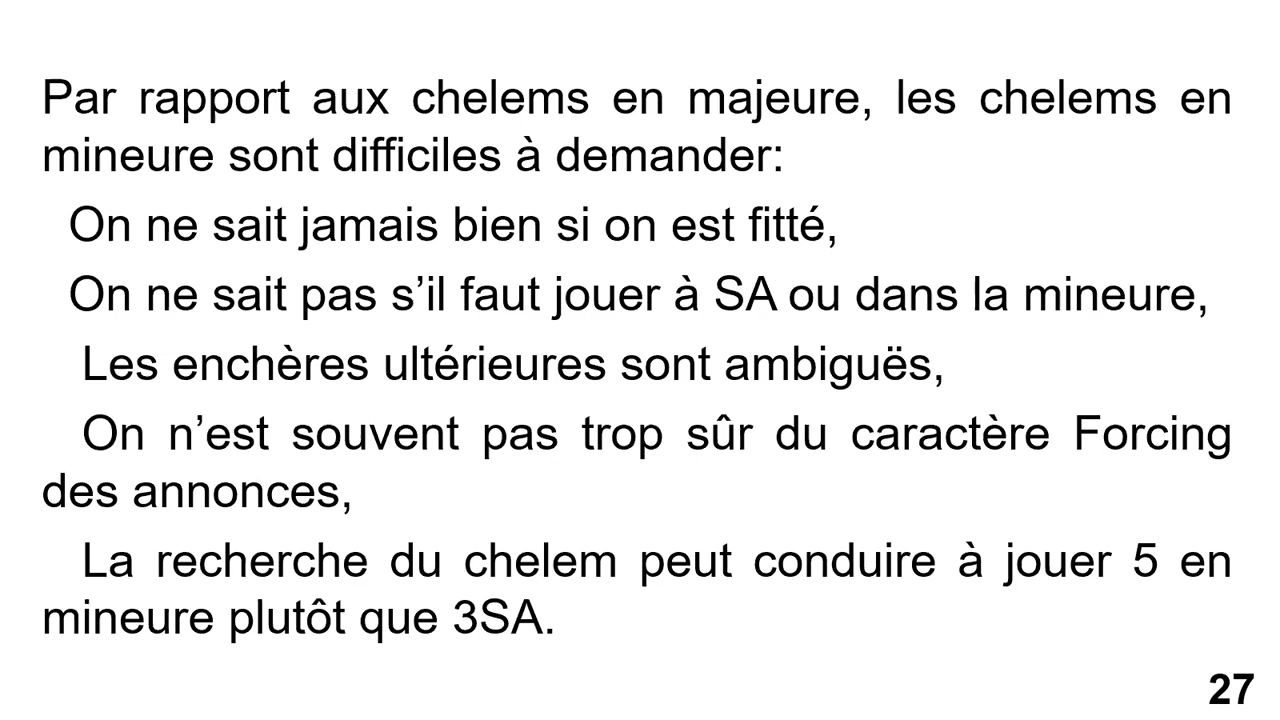 Par rapport aux chelems en majeure, les chelems en
mineure sont difficiles à demander:
On ne sait jamais bien si on est fitté,
On ne sait pas s’il faut jouer à SA ou dans la mineure,
Les enchères ultérieures sont ambiguës,
On n’est souvent pas trop sûr du caractère Forcing
des annonces,
La recherche du chelem peut conduire à jouer 5 en
mineure plutôt que 3SA.
27